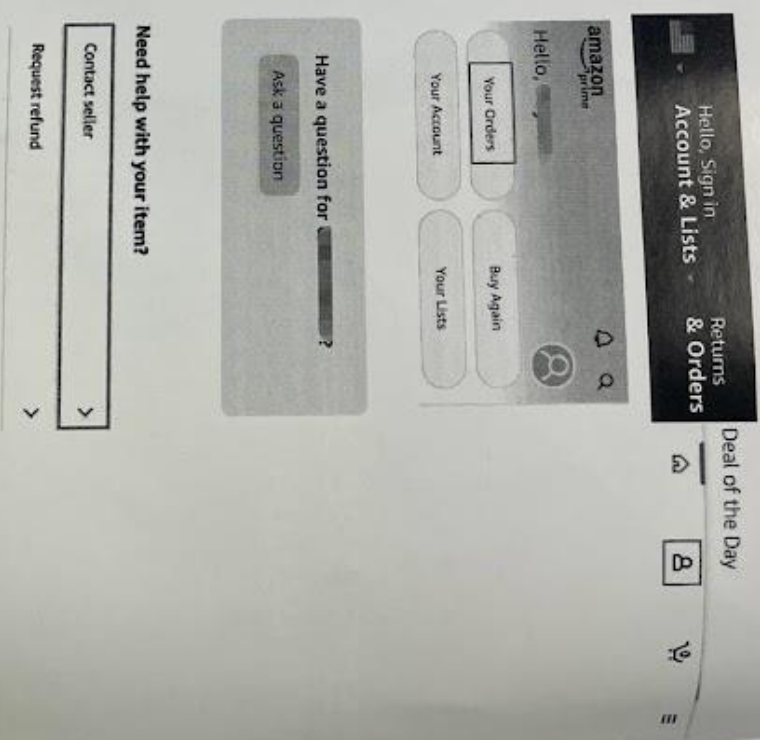 Hello, Sign in
Account & Lists
Returns
& Orders
Deal of the Day
amazon
prime
Hello,
Your Orders
Buy Again
Your Account
Your Lists
Have a question for
?
Ask a question
Need help with your item?
Contact seller
Request refund